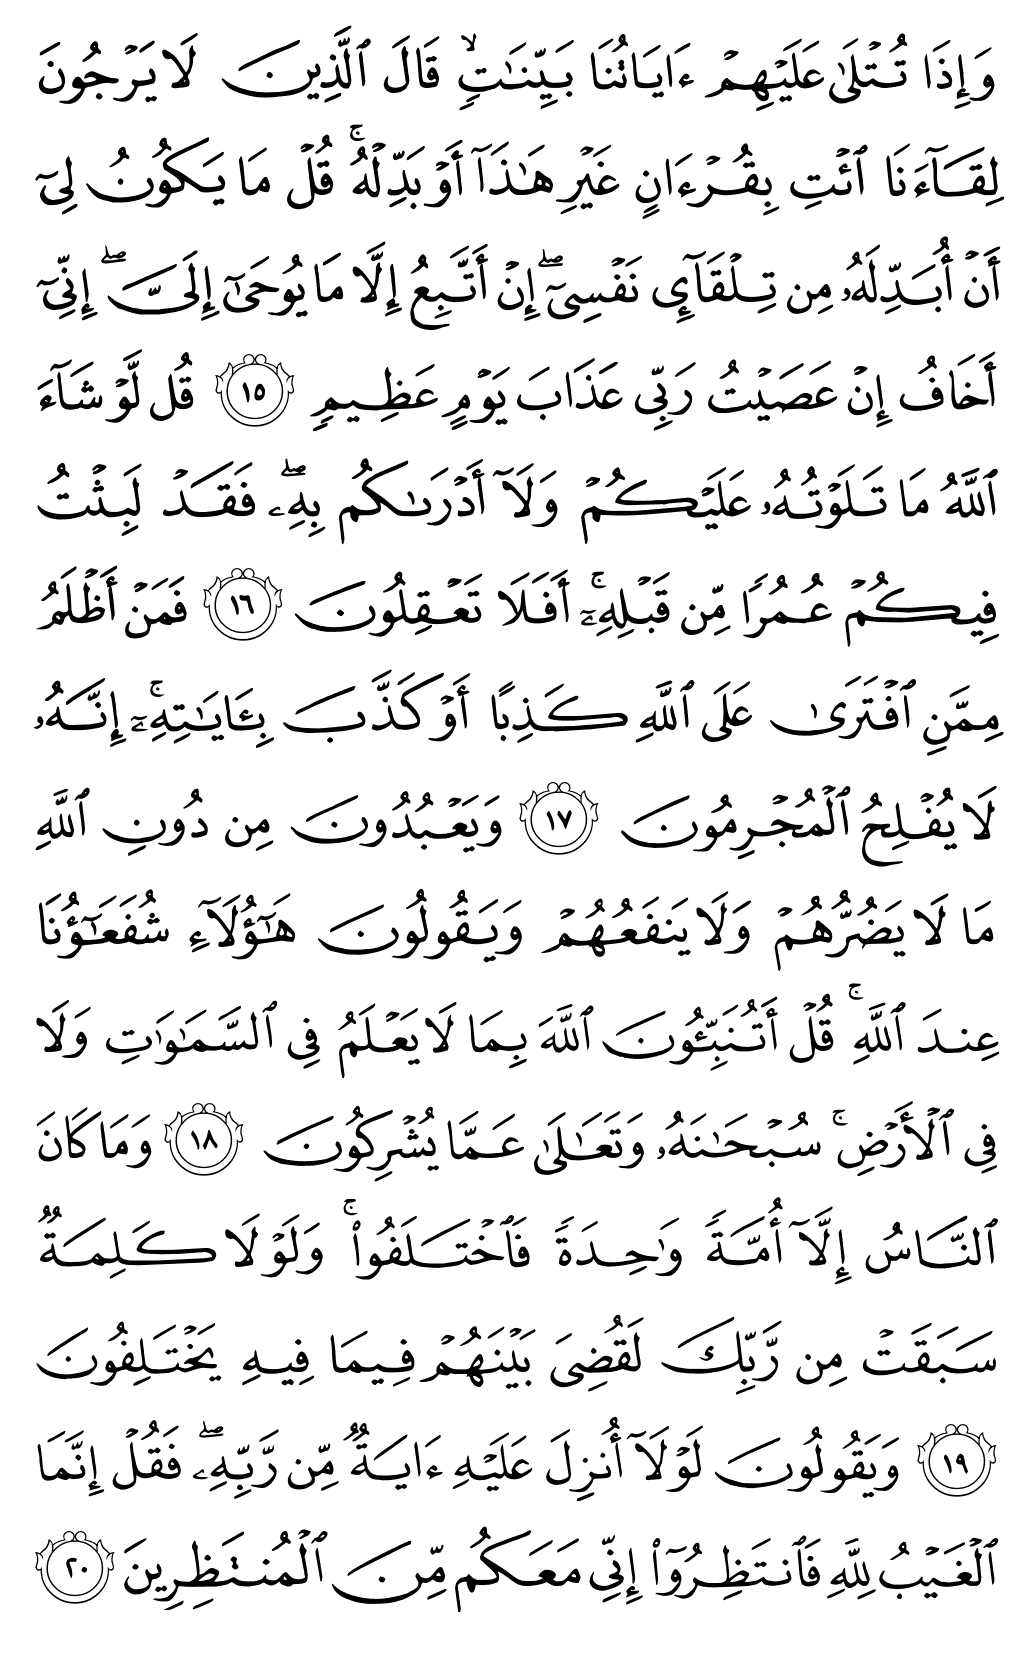 وَإِذَا تُتۡلَىٰ عَلَيۡهِمۡ ءَايَاتُنَا بَيِّنَٰتٖ قَالَ ٱلَّذِينَ لَا يَرۡجُونَ
لِقَآءَنَا ٱئۡتِ بِقُرۡءَانٍ غَيۡرِ هَٰذَآ أَوۡ بَدِّلۡهُۚ قُلۡ مَا يَكُونُ لِيٓ
أَنۡ أُبَدِّلَهُۥ مِن تِلۡقَآيِٕ نَفۡسِيٓۖ إِنۡ أَتَّبِعُ إِلَّا مَا يُوحَىٰٓ إِلَيَّۖ إِنِّيٓ
أَخَافُ إِنۡ عَصَيۡتُ رَبِّي عَذَابَ يَوۡمٍ عَظِيمٖ ١٥ قُل لَّوۡ شَآءَ
ٱللَّهُ مَا تَلَوۡتُهُۥ عَلَيۡكُمۡ وَلَآ أَدۡرَىٰكُم بِهِۦۖ فَقَدۡ لَبِثۡتُ
فِيكُمۡ عُمُرٗا مِّن قَبۡلِهِۦٓۚ أَفَلَا تَعۡقِلُونَ ١٦ فَمَنۡ أَظۡلَمُ
مِمَّنِ ٱفۡتَرَىٰ عَلَى ٱللَّهِ كَذِبًا أَوۡ كَذَّبَ بِـَٔايَٰتِهِۦٓۚ إِنَّهُۥ
لَا يُفۡلِحُ ٱلۡمُجۡرِمُونَ ١٧ وَيَعۡبُدُونَ مِن دُونِ ٱللَّهِ
مَا لَا يَضُرُّهُمۡ وَلَا يَنفَعُهُمۡ وَيَقُولُونَ هَٰٓؤُلَآءِ شُفَعَٰٓؤُنَا
عِندَ ٱللَّهِۚ قُلۡ أَتُنَبِّـُٔونَ ٱللَّهَ بِمَا لَا يَعۡلَمُ فِي ٱلسَّمَٰوَٰتِ وَلَا
فِي ٱلۡأَرۡضِۚ سُبۡحَٰنَهُۥ وَتَعَٰلَىٰ عَمَّا يُشۡرِكُونَ ١٨ وَمَا كَانَ
ٱلنَّاسُ إِلَّآ أُمَّةٗ وَٰحِدَةٗ فَٱخۡتَلَفُواْۚ وَلَوۡلَا كَلِمَةٞ
سَبَقَتۡ مِن رَّبِّكَ لَقُضِيَ بَيۡنَهُمۡ فِيمَا فِيهِ يَخۡتَلِفُونَ
١٩ وَيَقُولُونَ لَوۡلَآ أُنزِلَ عَلَيۡهِ ءَايَةٞ مِّن رَّبِّهِۦۖ فَقُلۡ إِنَّمَا
ٱلۡغَيۡبُ لِلَّهِ فَٱنتَظِرُوٓاْ إِنِّي مَعَكُم مِّنَ ٱلۡمُنتَظِرِينَ ٢٠